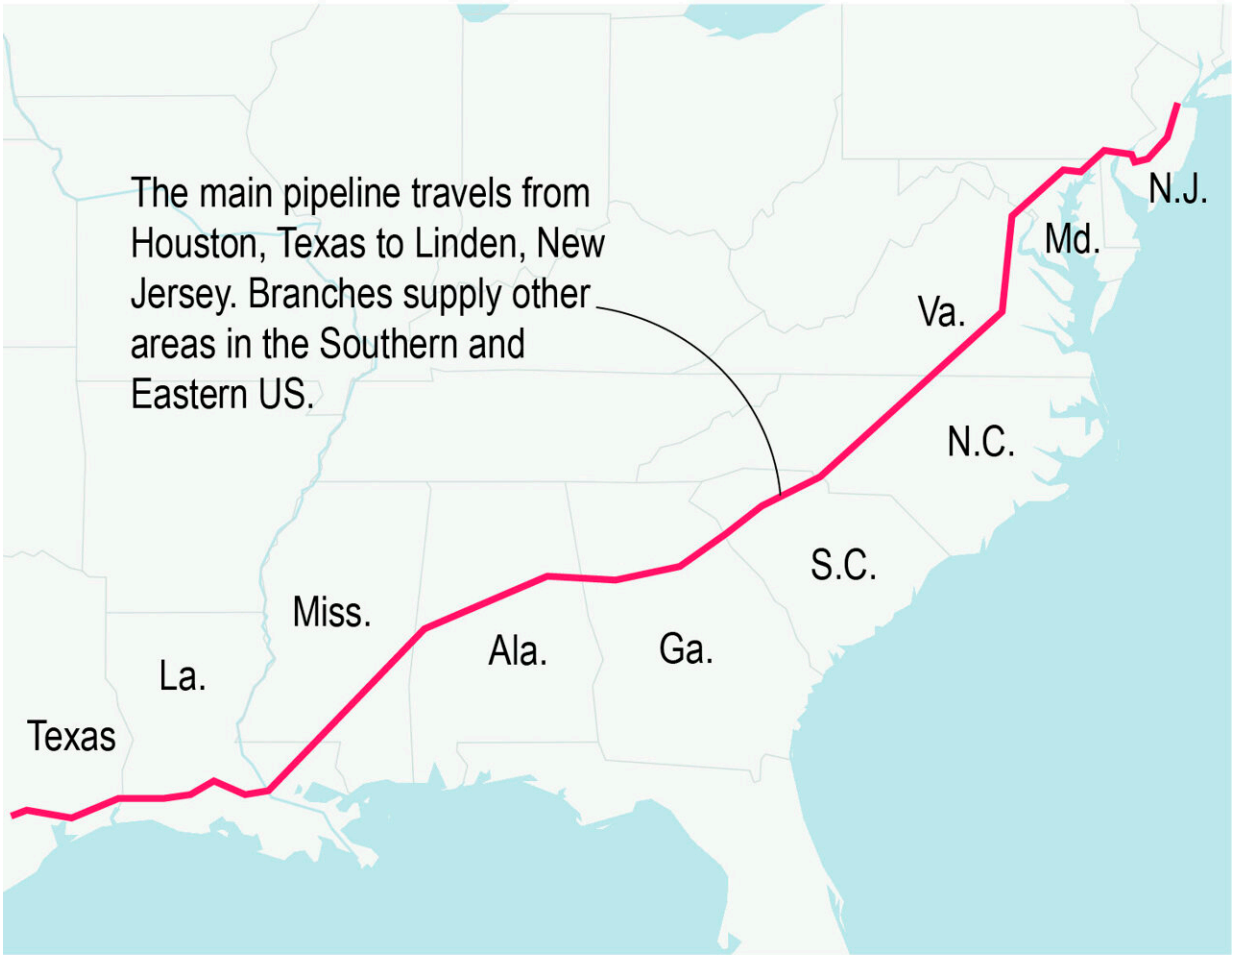 The main pipeline travels from
Houston, Texas to Linden, New
Jersey. Branches supply other
areas in the Southern and
Eastern US.
N.J.
Md.
Va.
N.C.
S.C.
Miss.
Ala.
Ga.
La.
Texas